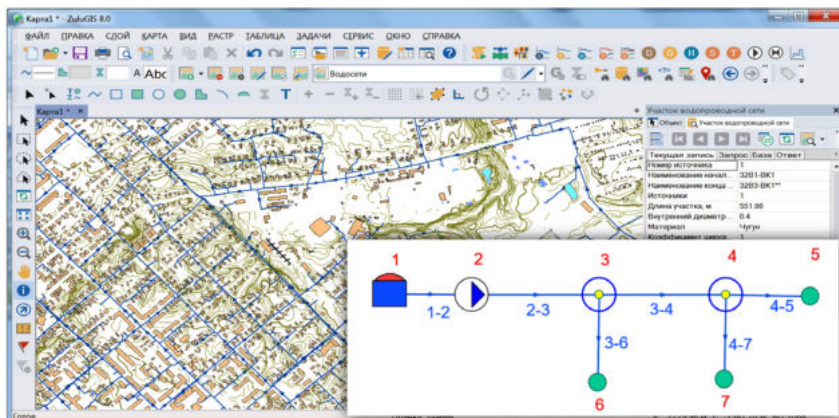 Карта1 * - ZuluGIS 8.0
ФАЙЛ ПРАВКА СЛОЙ КАРТА ВИД РАСТР ТАБЛИЦА ЗАДАЧИ СЕРВИС ОКНО СПРАВКА
A Abc Водосети
Карта1 *
Участок водопроводной сети
Объект Участок водопроводной сети
Текущая запись Запрос База Ответ
Номер источника 1
Наименование начал... 32В1-ВК1
Наименование конца ... 32В3-ВК1**
Источники 1
Длина участка, м 551.86
Внутренний диаметр ... 0.4
Материал Чугун
1 2 3 4 5
1-2 2-3 3-4 4-5
3-6 4-7
6 7